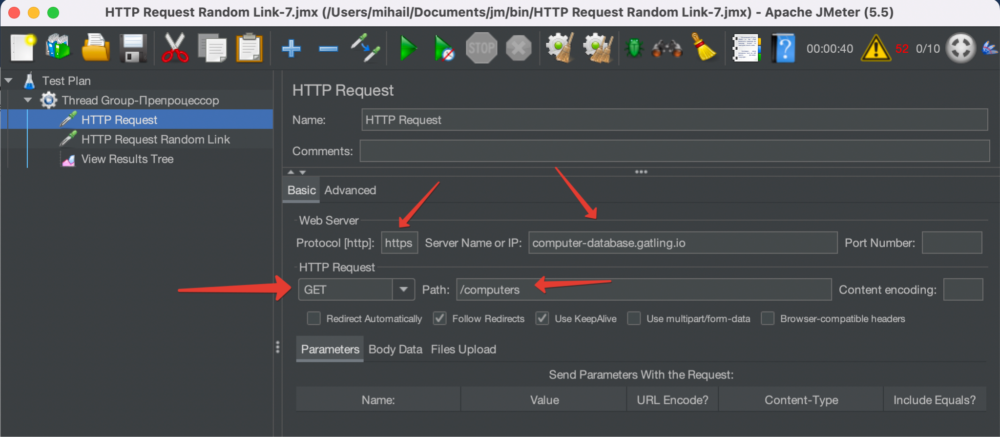 HTTP Request Random Link-7.jmx (/Users/mihail/Documents/jm/bin/HTTP Request Random Link-7.jmx) - Apache JMeter (5.5)
STOP
?
00:00:40
!
52
0/10
Test Plan
Thread Group-Препроцессор
HTTP Request
HTTP Request Random Link
View Results Tree
HTTP Request
Name: HTTP Request
Comments:
Basic Advanced
Web Server
Protocol [http]: https Server Name or IP: computer-database.gatling.io Port Number:
HTTP Request
GET Path: /computers Content encoding:
Redirect Automatically Follow Redirects Use KeepAlive Use multipart/form-data Browser-compatible headers
Parameters Body Data Files Upload
Send Parameters With the Request:
Name: Value URL Encode? Content-Type Include Equals?